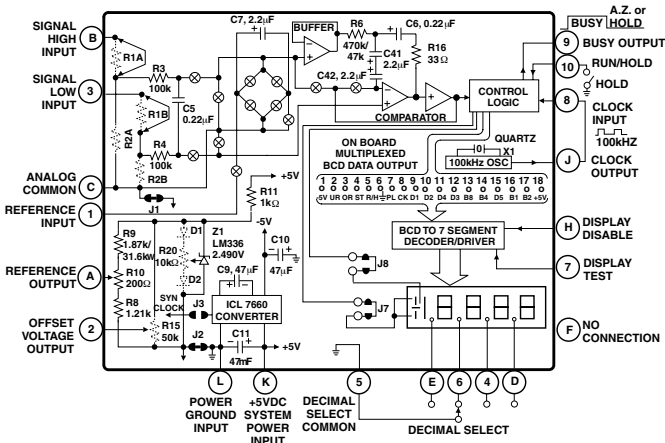 SIGNAL HIGH INPUT
B
SIGNAL LOW INPUT
3
ANALOG COMMON
C
REFERENCE INPUT
1
REFERENCE OUTPUT
A
OFFSET VOLTAGE OUTPUT
2
R1A
R3
100k
C5
0.22µF
R1B
R2A
R4
100k
R2B
J1
C7, 2.2µF
BUFFER
R6
470k/
47k
C6, 0.22µF
C41
2.2µF
R16
33Ω
C42, 2.2µF
COMPARATOR
CONTROL LOGIC
A.Z. or
BUSY HOLD
9
BUSY OUTPUT
10
RUN/HOLD
HOLD
8
CLOCK INPUT
100kHZ
J
CLOCK OUTPUT
QUARTZ
X1
100kHz OSC
ON BOARD
MULTIPLEXED
BCD DATA OUTPUT
1 2 3 4 5 6 7 8 9 10 11 12 13 14 15 16 17 18
-5V UR OR ST R/H PL CK D1 D2 D4 D3 B8 B4 D5 B1 B2 +5V
+5V
R11
1kΩ
-5V
R9
1.87k/
31.6k
R10
200Ω
R8
1.21k
D1
R20
10kΩ
D2
Z1
LM336
2.490V
C10
47µF
C9, 47µF
SYN CLOCK
J3
ICL 7660
CONVERTER
R15
50k
J2
C11
47mF
+5V
BCD TO 7 SEGMENT
DECODER/DRIVER
H
DISPLAY DISABLE
7
DISPLAY TEST
J8
J7
F
NO CONNECTION
L
POWER GROUND INPUT
K
+5VDC SYSTEM POWER INPUT
5
DECIMAL SELECT COMMON
E
6
4
D
DECIMAL SELECT